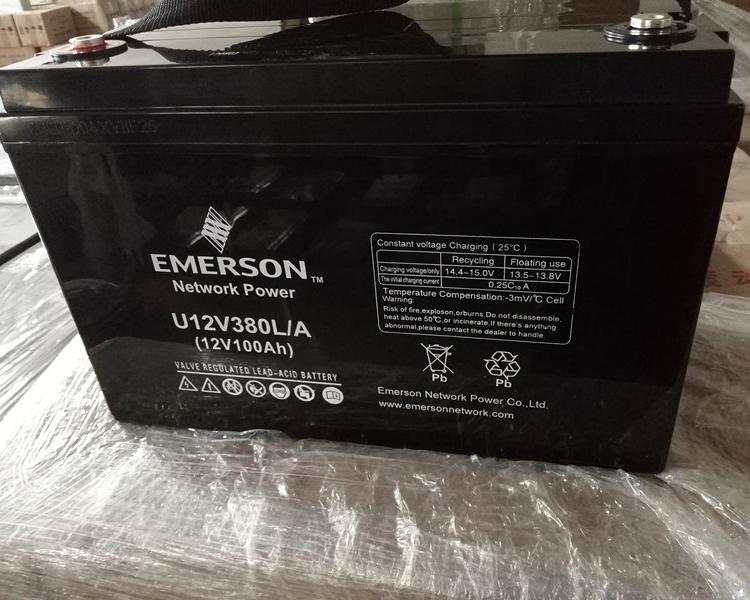 EMERSON TM
Network Power
U12V380L/A
(12V100Ah)
VALVE REGULATED LEAD-ACID BATTERY
Constant voltage Charging ( 25°C )
Recycling Floating use
Charging voltage/only 14.4-15.0V 13.5-13.8V
The initial charging current 0.25C₁₀ A
Temperature Compensation:-3mV/℃ Cell
Warning:
Risk of fire,exploson,orburns.Do not disassemble,
heat above 50℃,or incinerate,If there's anything
abnormal,please contact the dealer to handle
Pb Pb
Emerson Network Power Co.,Ltd.
www.emersonnetwork.com